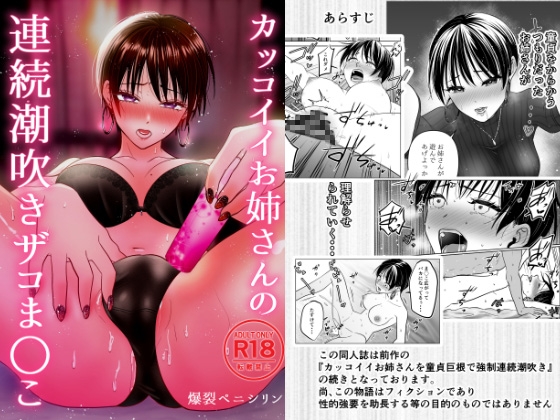 カッコイイお姉さんの
連続潮吹きザコま〇こ
ADULT ONLY
R18
爆裂ペニシリン
あらすじ
童貞をからかう
つもりだった
お姉さんが
お姉さんが
遊んで
あげよっか
理解らせ
られていく…
この同人誌は前作の
『カッコイイお姉さんを童貞巨根で強制連続潮吹き』
の続きとなっております。
尚、この物語はフィクションであり
性的強要を助長する等の目的のものではありません